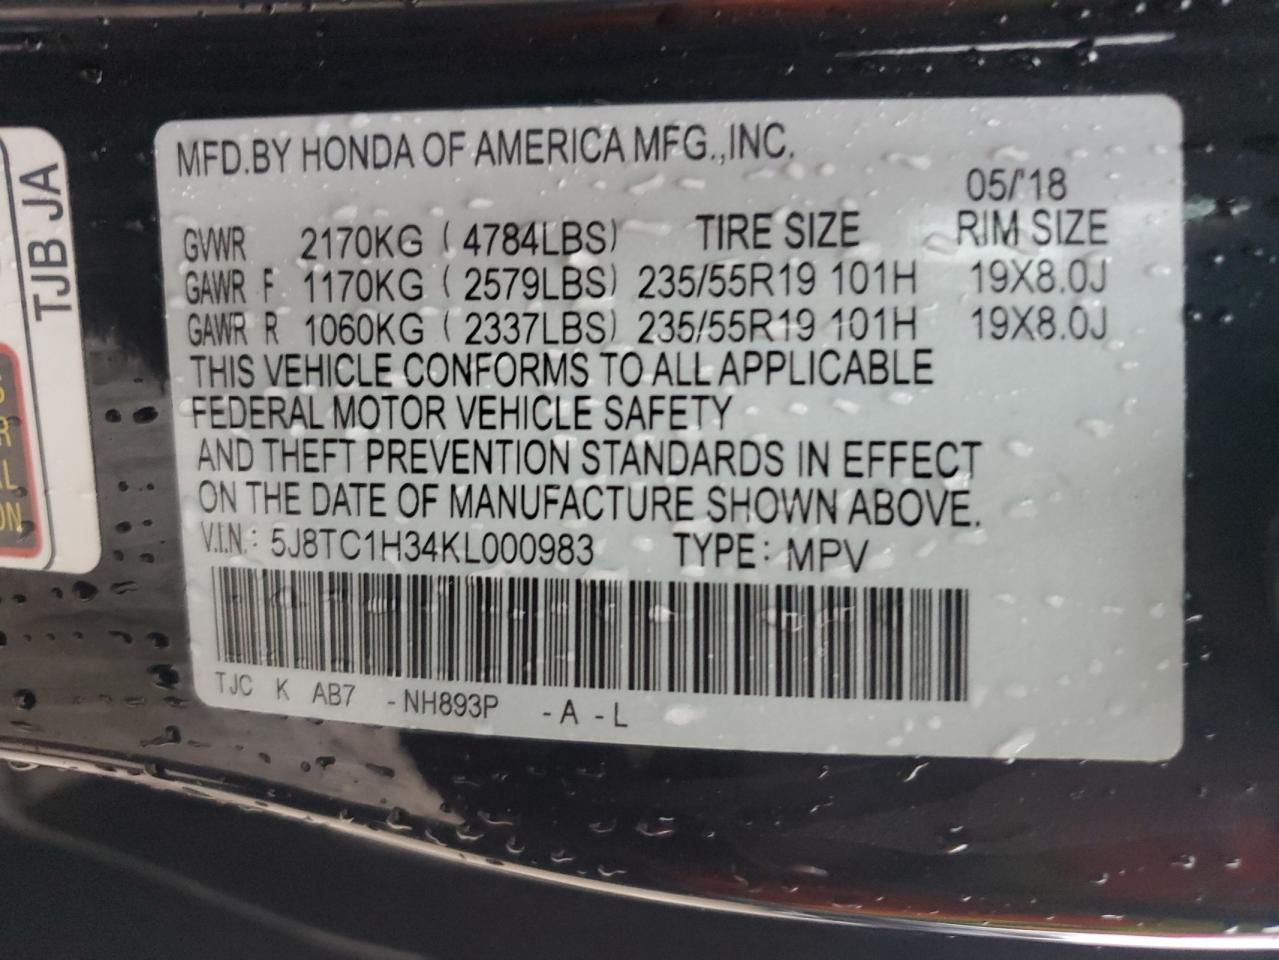 MFD.BY HONDA OF AMERICA MFG.,INC.
05/'18
GVWR 2170KG ( 4784LBS) TIRE SIZE RIM SIZE
GAWR F 1170KG ( 2579LBS) 235/55R19 101H 19X8.0J
GAWR R 1060KG ( 2337LBS) 235/55R19 101H 19X8.0J
THIS VEHICLE CONFORMS TO ALL APPLICABLE
FEDERAL MOTOR VEHICLE SAFETY
AND THEFT PREVENTION STANDARDS IN EFFECT
ON THE DATE OF MANUFACTURE SHOWN ABOVE.
V.I.N.: 5J8TC1H34KL000983 TYPE: MPV
TJC K AB7 -NH893P -A -L
TJB JA